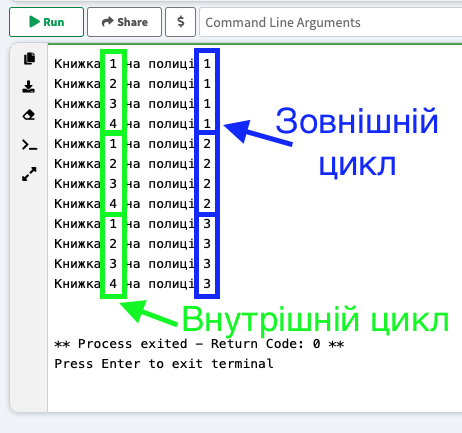 Run Share $ Command Line Arguments
Книжка 1 на полиці 1
Книжка 2 на полиці 1
Книжка 3 на полиці 1
Книжка 4 на полиці 1
Книжка 1 на полиці 2
Книжка 2 на полиці 2
Книжка 3 на полиці 2
Книжка 4 на полиці 2
Книжка 1 на полиці 3
Книжка 2 на полиці 3
Книжка 3 на полиці 3
Книжка 4 на полиці 3
Зовнішній
цикл
Внутрішній цикл
** Process exited - Return Code: 0 **
Press Enter to exit terminal